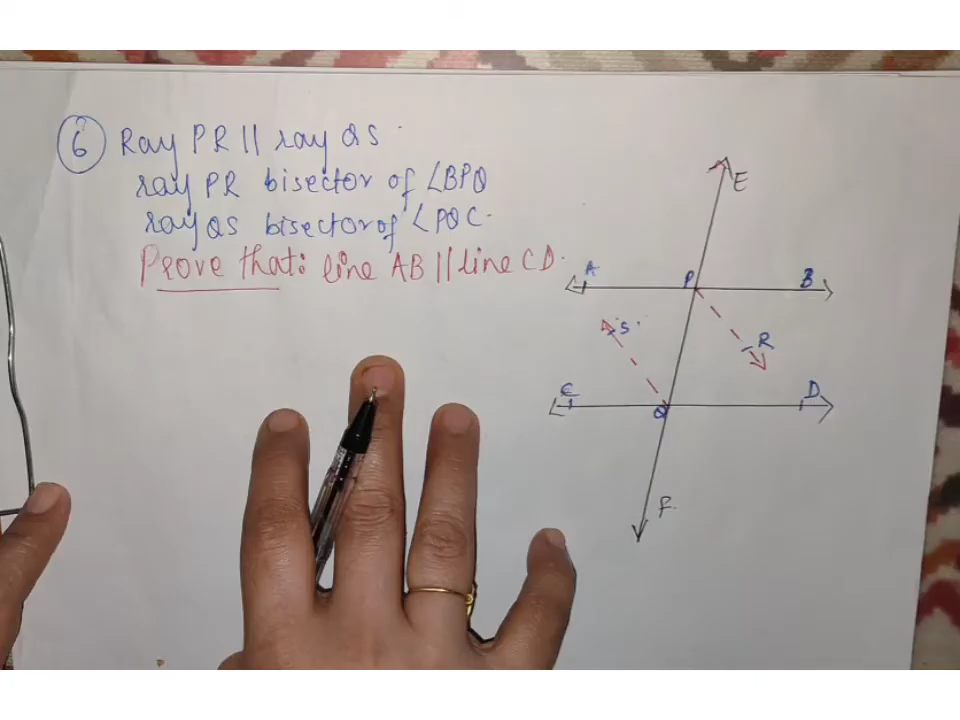 6 Ray PR || ray QS.
ray PR bisector of ∠BPQ
ray QS bisector of ∠PQC.
Prove that: line AB || line CD.
E
A P B
S. R
C Q D
F.